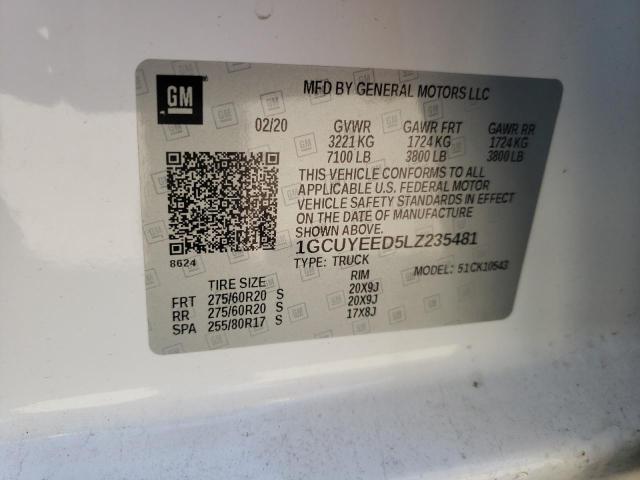 GM
MFD BY GENERAL MOTORS LLC
02/20 GVWR GAWR FRT GAWR RR
3221 KG 1724 KG 1724 KG
7100 LB 3800 LB 3800 LB
THIS VEHICLE CONFORMS TO ALL
APPLICABLE U.S. FEDERAL MOTOR
VEHICLE SAFETY STANDARDS IN EFFECT
ON THE DATE OF MANUFACTURE
SHOWN ABOVE.
1GCUYEED5LZ235481
8624
TYPE: TRUCK MODEL: 51CK10543
TIRE SIZE RIM
FRT 275/60R20 S 20X9J
RR 275/60R20 S 20X9J
SPA 255/80R17 S 17X8J